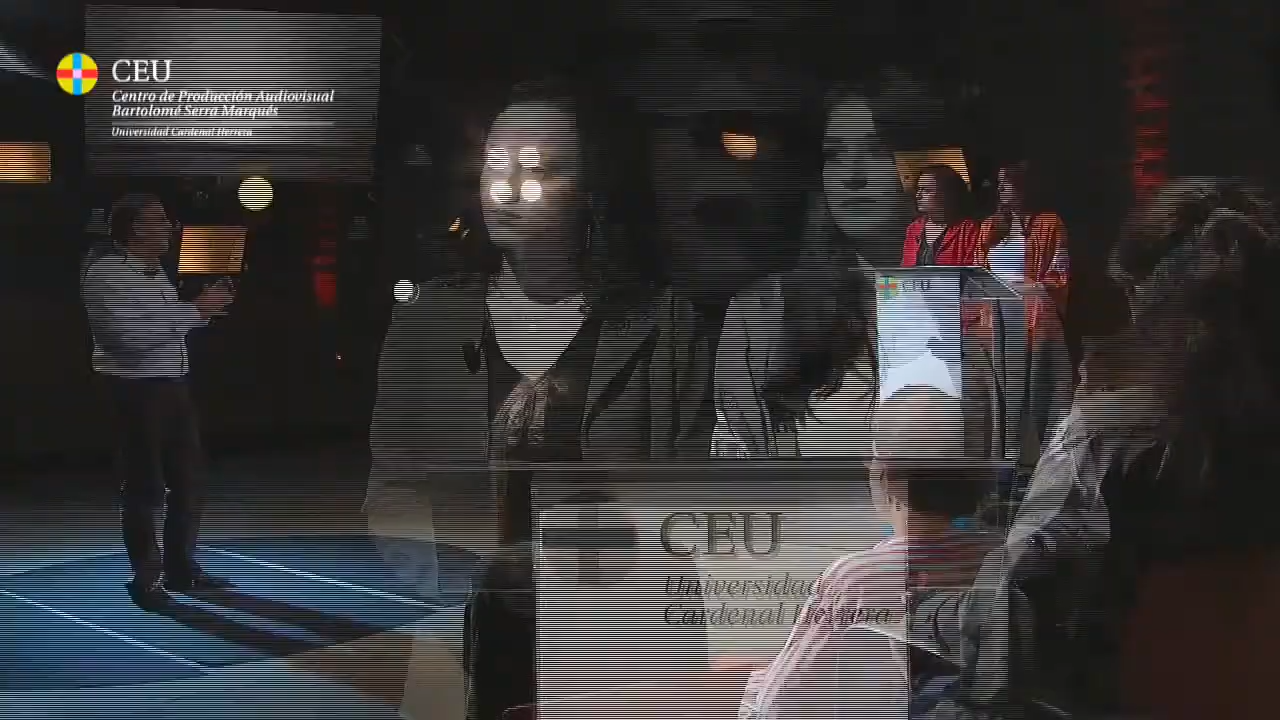 CEU
Centro de Producción Audiovisual
Bartolomé Serra Marqués
Universidad Cardenal Herrera
CEU
CEU
Universidad
Cardenal Herrera